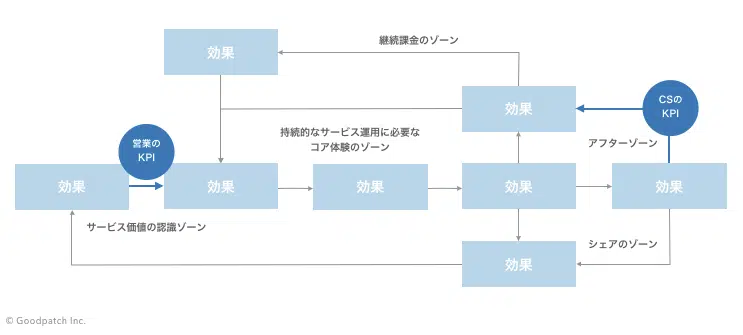 継続課金のゾーン
効果
効果
CSの
KPI
営業の
KPI
持続的なサービス運用に必要な
コア体験のゾーン
アフターゾーン
効果
効果
効果
効果
効果
サービス価値の認識ゾーン
シェアのゾーン
効果
© Goodpatch Inc.